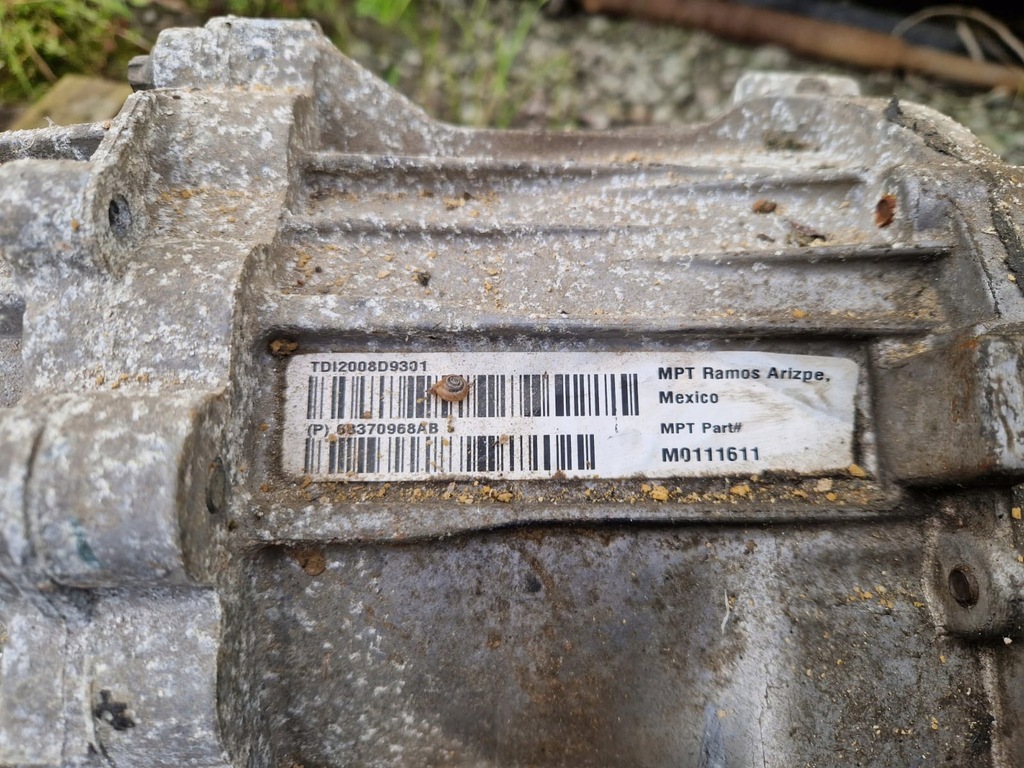 TDI2008D9301
(P) 68370968AB
MPT Ramos Arizpe,
Mexico
MPT Part#
M0111611